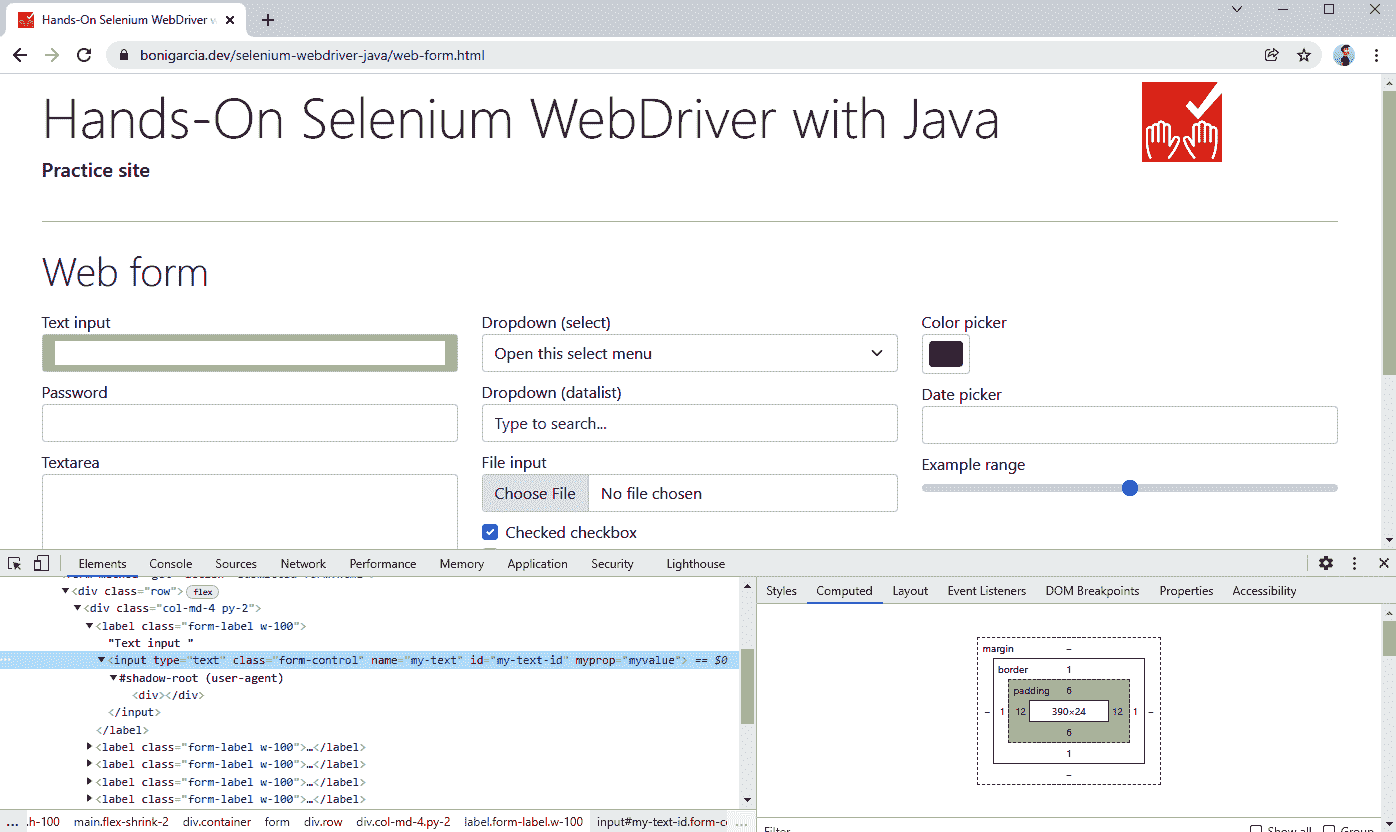 Hands-On Selenium WebDriver w
bonigarcia.dev/selenium-webdriver-java/web-form.html
Hands-On Selenium WebDriver with Java
Practice site
Web form
Text input
Dropdown (select)
Color picker
Open this select menu
Password
Dropdown (datalist)
Date picker
Type to search...
Textarea
File input
Example range
Choose File No file chosen
Checked checkbox
Elements Console Sources Network Performance Memory Application Security Lighthouse
<div class="row"> flex
<div class="col-md-4 py-2">
<label class="form-label w-100">
"Text input "
<input type="text" class="form-control" name="my-text" id="my-text-id" myprop="myvalue"> == $0
#shadow-root (user-agent)
<div></div>
</input>
</label>
<label class="form-label w-100">…</label>
<label class="form-label w-100">…</label>
<label class="form-label w-100">…</label>
<label class="form-label w-100">…</label>
... .h-100 main.flex-shrink-2 div.container form div.row div.col-md-4.py-2 label.form-label.w-100 input#my-text-id.form-c ...
Styles Computed Layout Event Listeners DOM Breakpoints Properties Accessibility
margin –
border 1
padding 6
– 1 12 390×24 12 1 –
6
1
–
Filter Show all Group